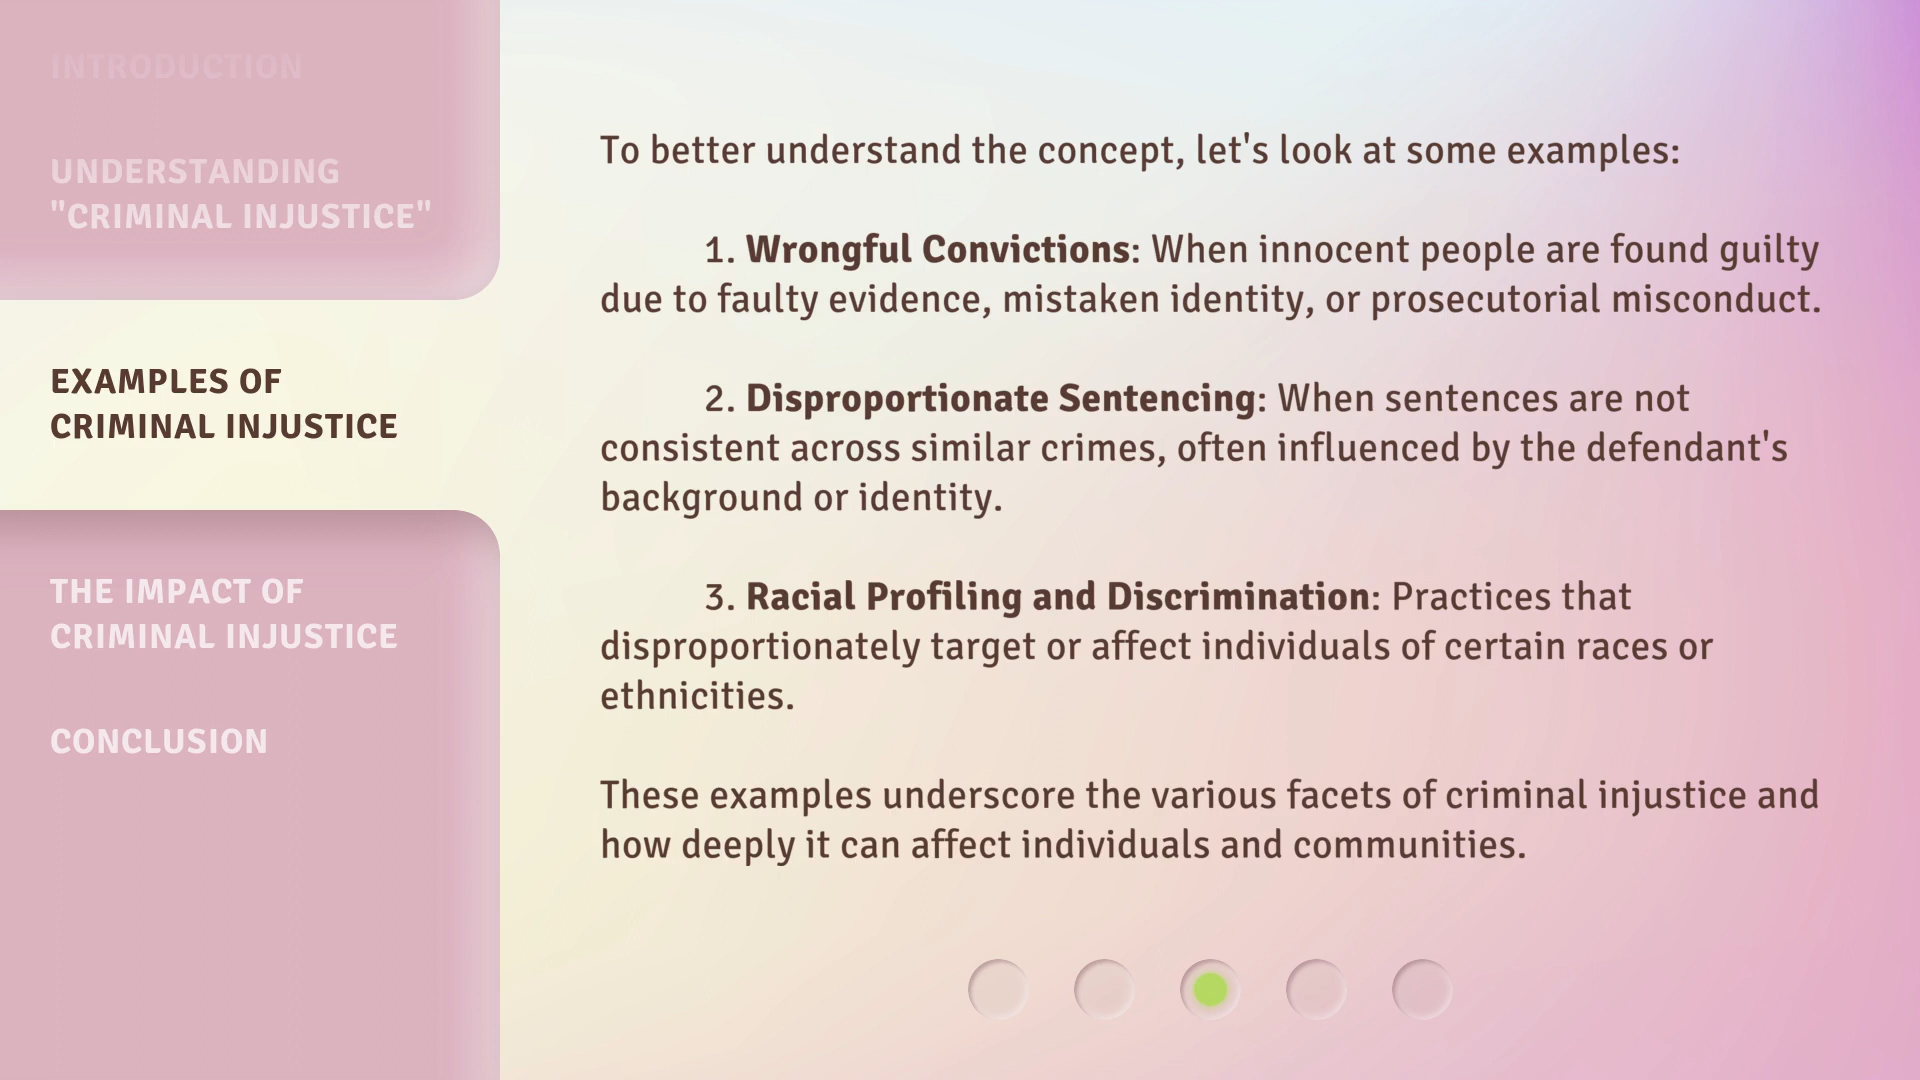 INTRODUCTION
UNDERSTANDING
"CRIMINAL INJUSTICE"
EXAMPLES OF
CRIMINAL INJUSTICE
THE IMPACT OF
CRIMINAL INJUSTICE
CONCLUSION
To better understand the concept, let's look at some examples:
1. Wrongful Convictions: When innocent people are found guilty
due to faulty evidence, mistaken identity, or prosecutorial misconduct.
2. Disproportionate Sentencing: When sentences are not
consistent across similar crimes, often influenced by the defendant's
background or identity.
3. Racial Profiling and Discrimination: Practices that
disproportionately target or affect individuals of certain races or
ethnicities.
These examples underscore the various facets of criminal injustice and
how deeply it can affect individuals and communities.